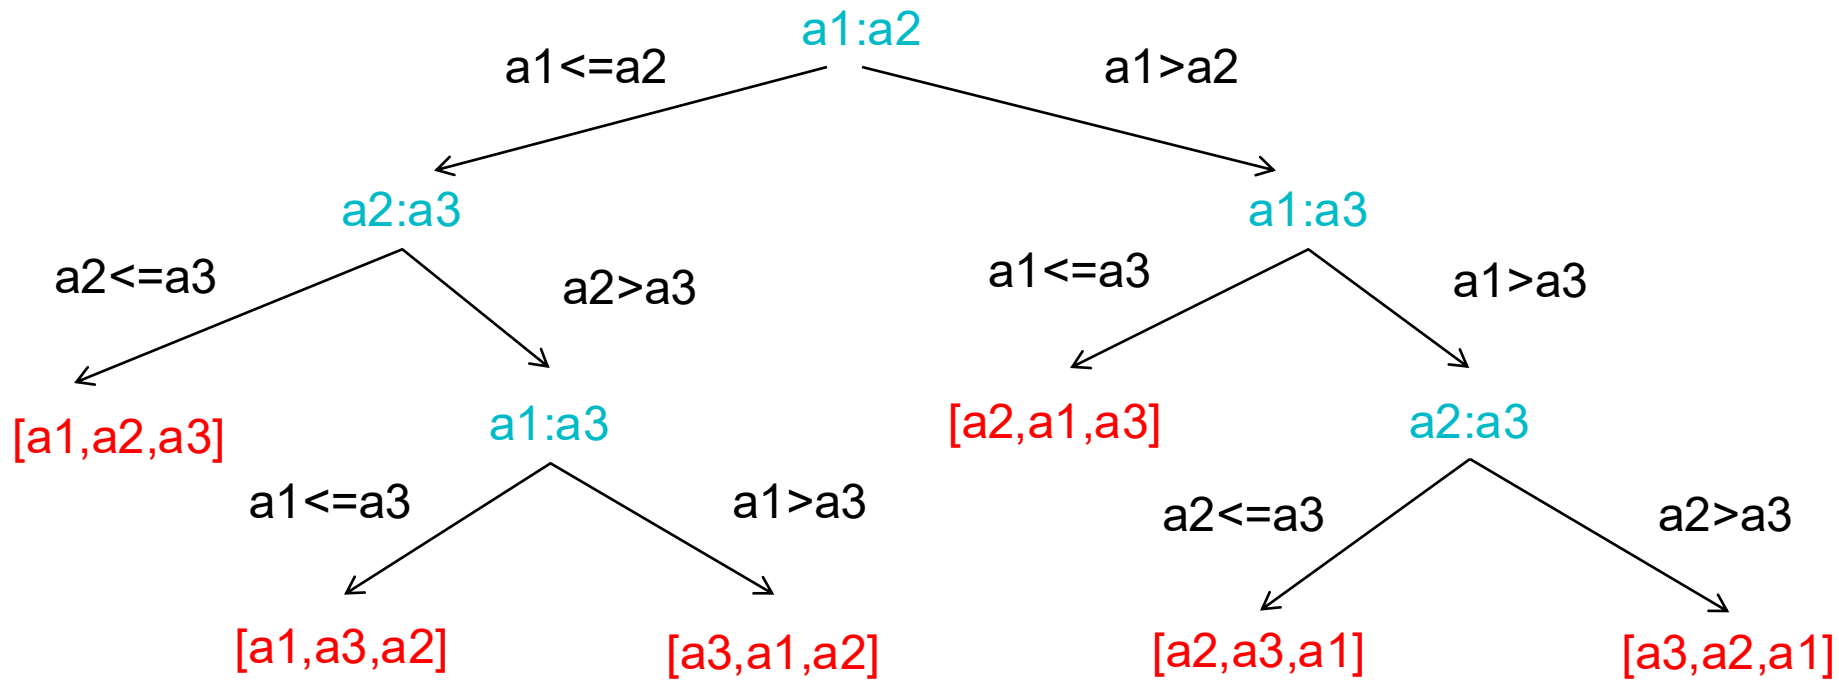 a1:a2
a1<=a2
a1>a2
a2:a3
a1:a3
a2<=a3
a2>a3
a1<=a3
a1>a3
[a1,a2,a3]
a1:a3
[a2,a1,a3]
a2:a3
a1<=a3
a1>a3
a2<=a3
a2>a3
[a1,a3,a2]
[a3,a1,a2]
[a2,a3,a1]
[a3,a2,a1]